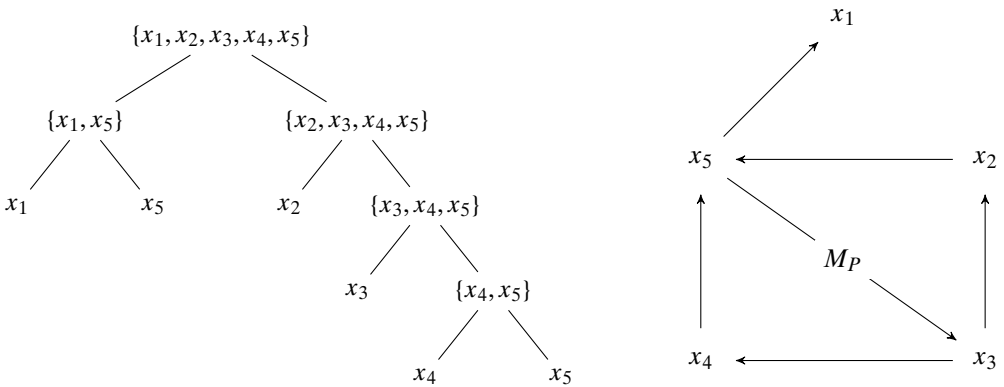 {x₁, x₂, x₃, x₄, x₅}
{x₁, x₅} {x₂, x₃, x₄, x₅}
x₁ x₅ x₂ {x₃, x₄, x₅}
x₃ {x₄, x₅}
x₄ x₅
x₁
x₅ x₂
M_P
x₄ x₃